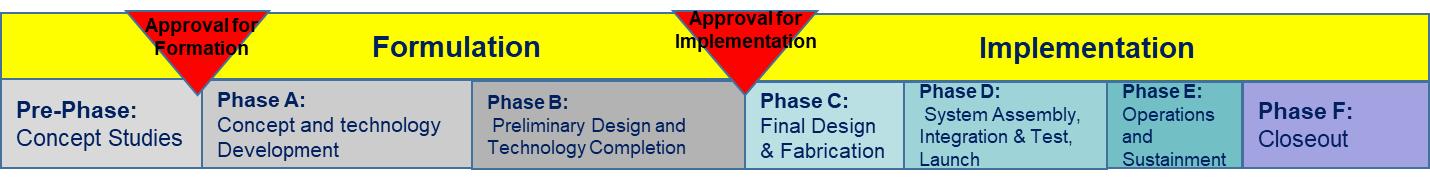 Approval for
Formation
Formulation
Approval for
Implementation
Implementation
Pre-Phase:
Concept Studies
Phase A:
Concept and technology
Development
Phase B:
Preliminary Design and
Technology Completion
Phase C:
Final Design
& Fabrication
Phase D:
System Assembly,
Integration & Test,
Launch
Phase E:
Operations
and
Sustainment
Phase F:
Closeout